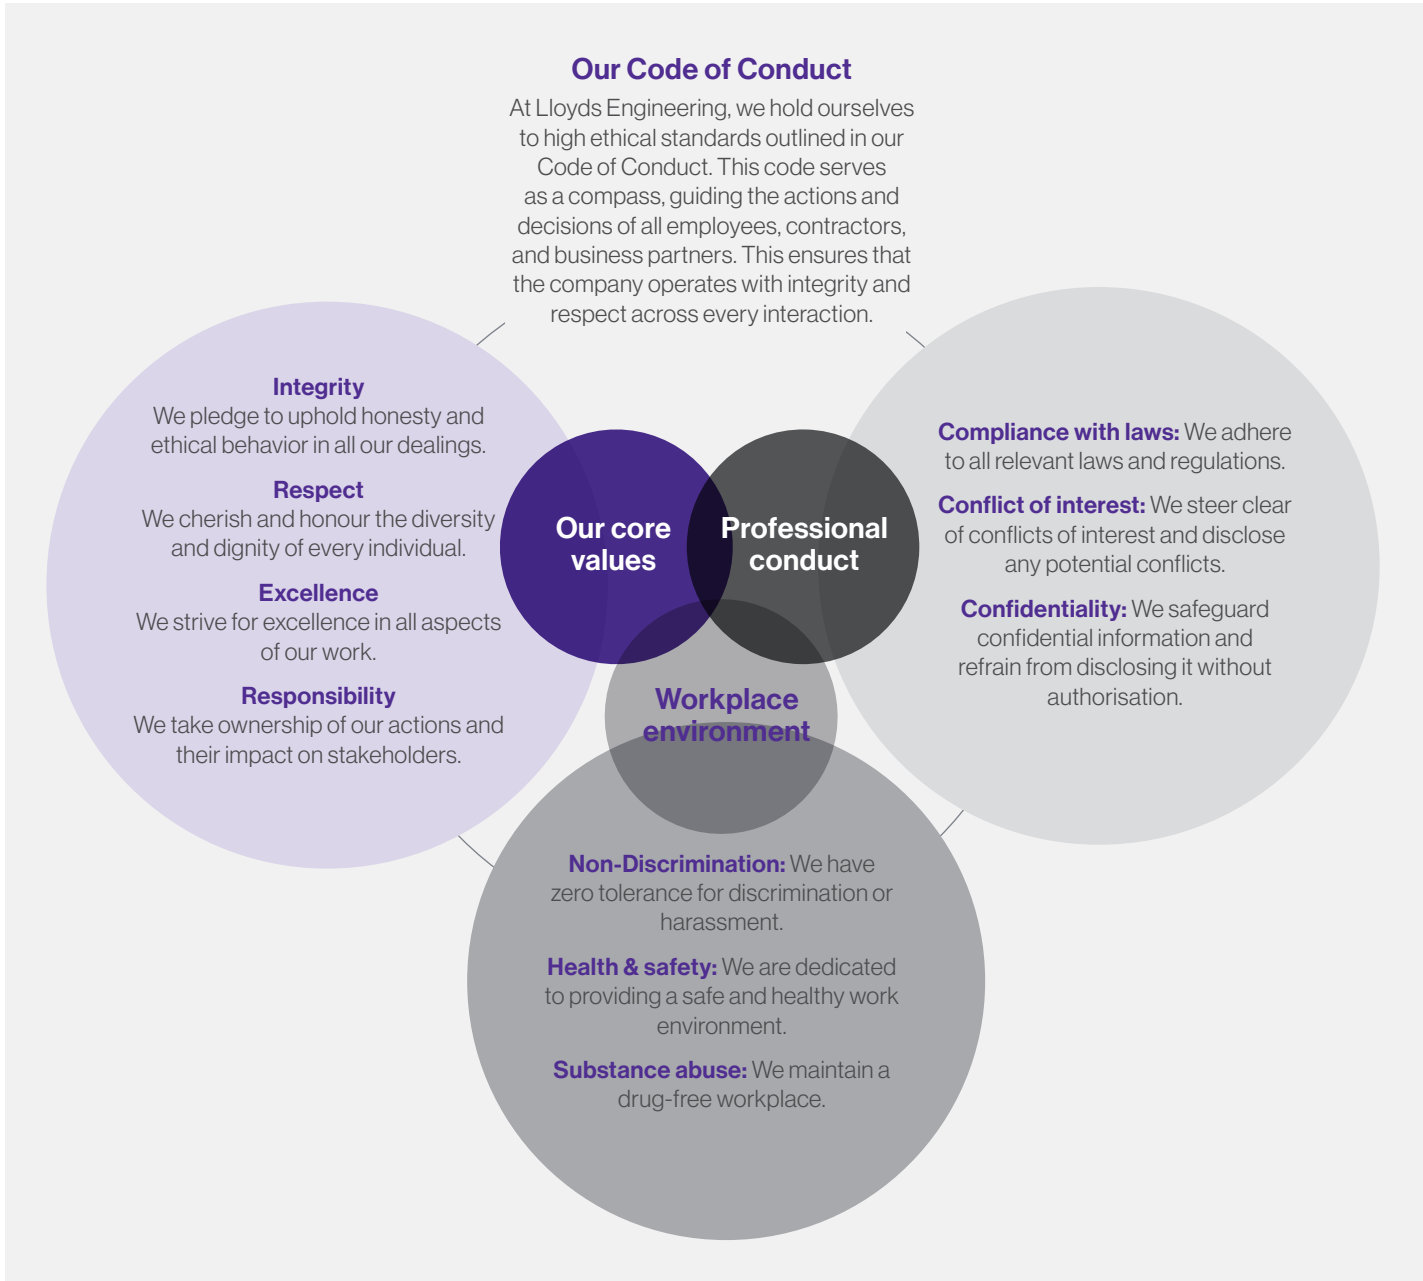 Our Code of Conduct
At Lloyds Engineering, we hold ourselves
to high ethical standards outlined in our
Code of Conduct. This code serves
as a compass, guiding the actions and
decisions of all employees, contractors,
and business partners. This ensures that
the company operates with integrity and
respect across every interaction.
Integrity
We pledge to uphold honesty and
ethical behavior in all our dealings.
Respect
We cherish and honour the diversity
and dignity of every individual.
Excellence
We strive for excellence in all aspects
of our work.
Responsibility
We take ownership of our actions and
their impact on stakeholders.
Our core
values
Professional
conduct
Compliance with laws: We adhere
to all relevant laws and regulations.
Conflict of interest: We steer clear
of conflicts of interest and disclose
any potential conflicts.
Confidentiality: We safeguard
confidential information and
refrain from disclosing it without
authorisation.
Workplace
environment
Non-Discrimination: We have
zero tolerance for discrimination or
harassment.
Health & safety: We are dedicated
to providing a safe and healthy work
environment.
Substance abuse: We maintain a
drug-free workplace.